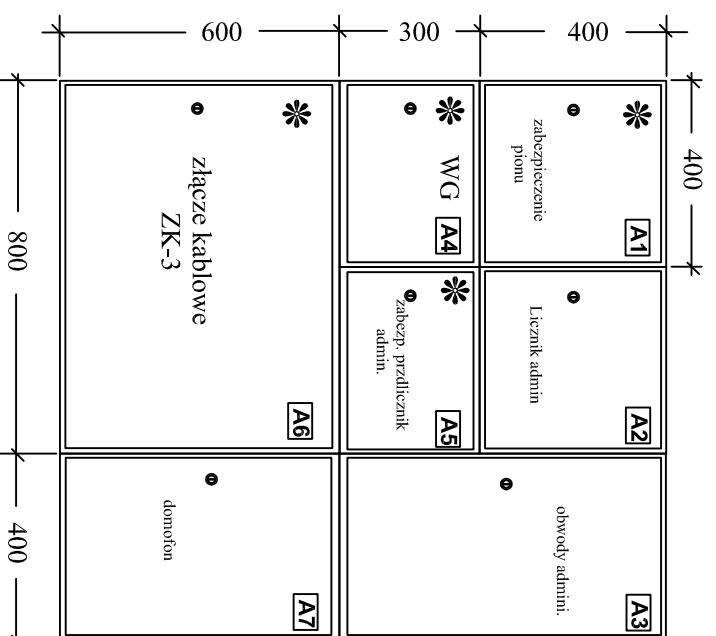 600
300
400
400
800
400
zabezpieczenie
pionu
A1
WG
A4
złącze kablowe
ZK-3
A6
Licznik admin
A2
zabezp. przdlicznik
admin.
A5
obwody admini.
A3
domofon
A7